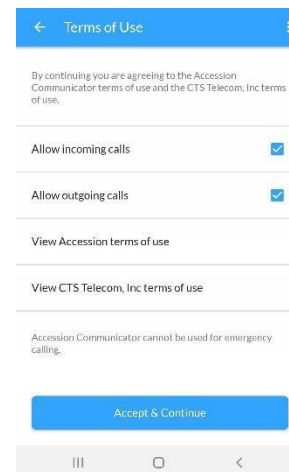 Terms of Use
By continuing you are agreeing to the Accession
Communicator terms of use and the CTS Telecom, Inc terms
of use.
Allow incoming calls
Allow outgoing calls
View Accession terms of use
View CTS Telecom, Inc terms of use
Accession Communicator cannot be used for emergency
calling.
Accept & Continue